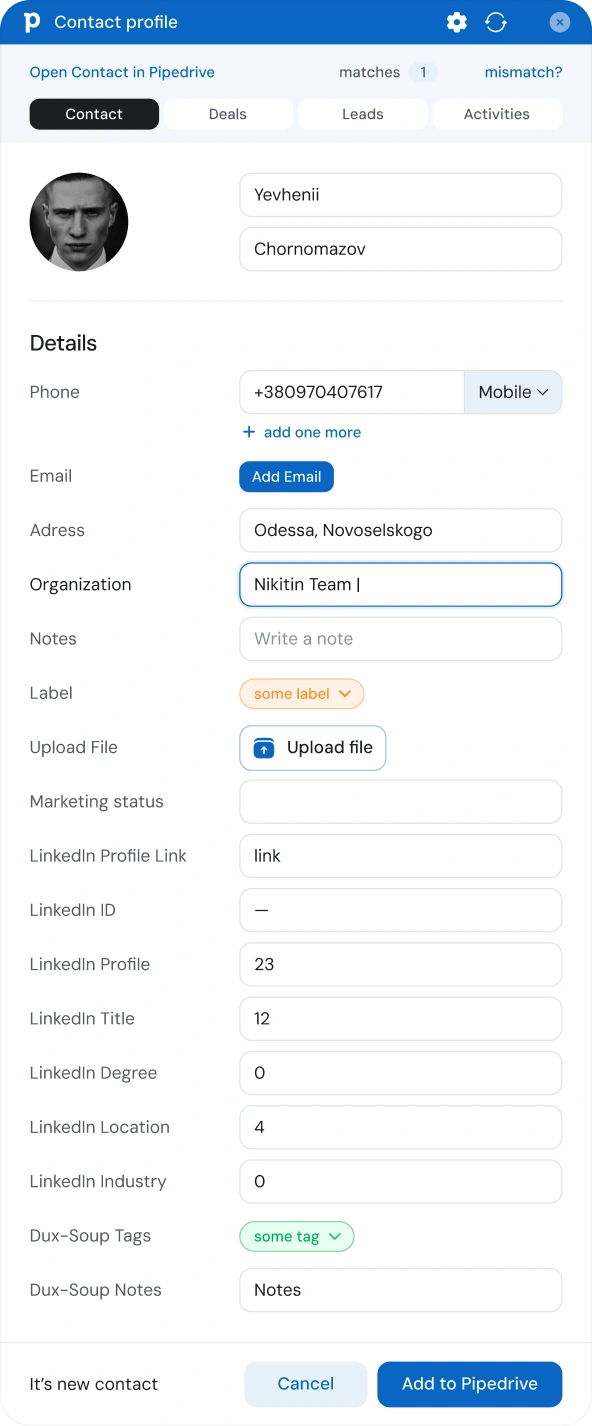 p Contact profile
Open Contact in Pipedrive matches 1 mismatch?
Contact Deals Leads Activities
Yevhenii
Chornomazov
Details
Phone +380970407617 Mobile
+ add one more
Email Add Email
Adress Odessa, Novoselskogo
Organization Nikitin Team |
Notes Write a note
Label some label
Upload File Upload file
Marketing status
LinkedIn Profile Link link
LinkedIn ID —
LinkedIn Profile 23
LinkedIn Title 12
LinkedIn Degree 0
LinkedIn Location 4
LinkedIn Industry 0
Dux-Soup Tags some tag
Dux-Soup Notes Notes
It's new contact Cancel Add to Pipedrive